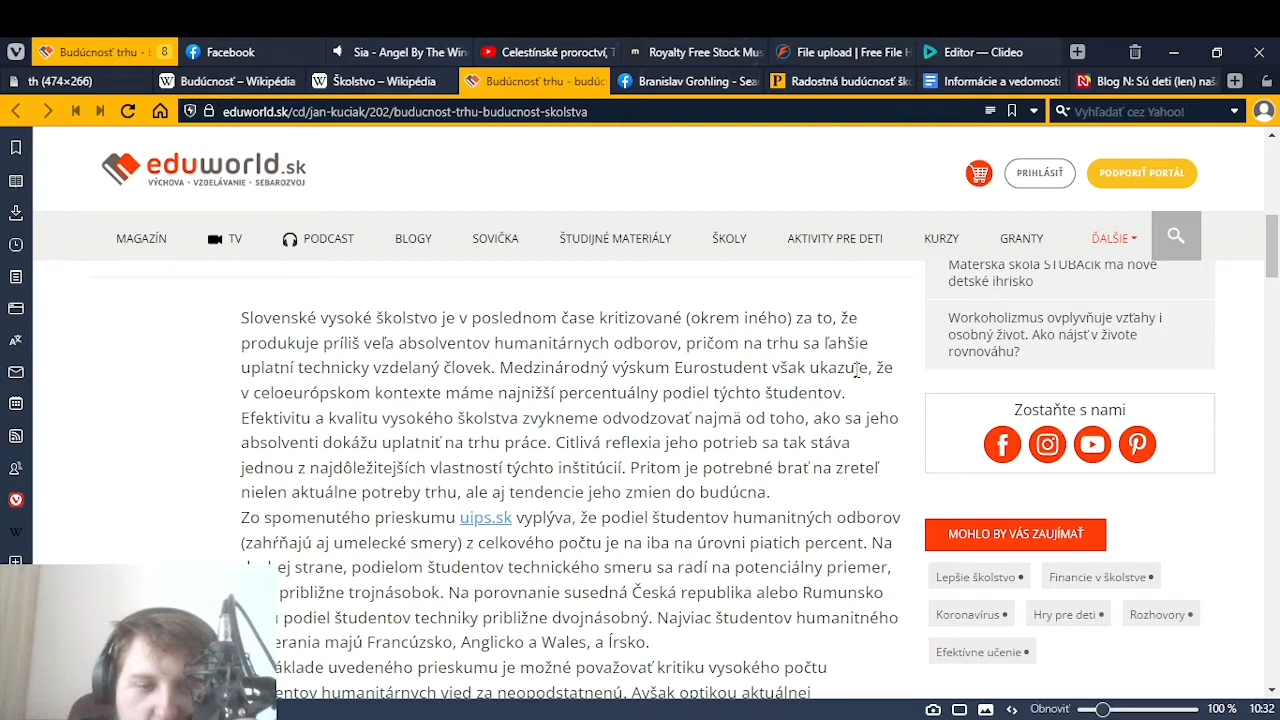 Budúcnosť trhu - b 8
Facebook
Sia - Angel By The Win
Celestínské proroctví, T
Royalty Free Stock Mus
File upload | Free File H
Editor — Clideo
th (474×266)
Budúcnosť – Wikipédia
Školstvo – Wikipédia
Budúcnosť trhu - budúc
Branislav Grohling - Sea
Radostná budúcnosť ško
Informácie a vedomosti
Blog N: Sú deti (len) naš
eduworld.sk/cd/jan-kuciak/202/buducnost-trhu-buducnost-skolstva
Vyhľadať cez Yahoo!
eduworld.sk
VÝCHOVA · VZDELÁVANIE · SEBAROZVOJ
PRIHLÁSIŤ
PODPORIŤ PORTÁL
MAGAZÍN
TV
PODCAST
BLOGY
SOVIČKA
ŠTUDIJNÉ MATERIÁLY
ŠKOLY
AKTIVITY PRE DETI
KURZY
GRANTY
ĎALŠIE
Slovenské vysoké školstvo je v poslednom čase kritizované (okrem iného) za to, že
produkuje príliš veľa absolventov humanitárnych odborov, pričom na trhu sa ľahšie
uplatní technicky vzdelaný človek. Medzinárodný výskum Eurostudent však ukazuje, že
v celoeurópskom kontexte máme najnižší percentuálny podiel týchto študentov.
Efektivitu a kvalitu vysokého školstva zvykneme odvodzovať najmä od toho, ako sa jeho
absolventi dokážu uplatniť na trhu práce. Citlivá reflexia jeho potrieb sa tak stáva
jednou z najdôležitejších vlastností týchto inštitúcií. Pritom je potrebné brať na zreteľ
nielen aktuálne potreby trhu, ale aj tendencie jeho zmien do budúcna.
Zo spomenutého prieskumu uips.sk vyplýva, že podiel študentov humanitných odborov
(zahŕňajú aj umelecké smery) z celkového počtu je na iba na úrovni piatich percent. Na
strane, podielom študentov technického smeru sa radí na potenciálny priemer,
približne trojnásobok. Na porovnanie susedná Česká republika alebo Rumunsko
podiel študentov techniky približne dvojnásobný. Najviac študentov humanitného
majú Francúzsko, Anglicko a Wales, a Írsko.
uvedeného prieskumu je možné považovať kritiku vysokého počtu
humanitárnych vied za neopodstatnenú. Avšak optikou aktuálnej
Materská škola STUBAčik má nové
detské ihrisko
Workoholizmus ovplyvňuje vzťahy i
osobný život. Ako nájsť v živote
rovnováhu?
Zostaňte s nami
MOHLO BY VÁS ZAUJÍMAŤ
Lepšie školstvo
Financie v školstve
Koronavírus
Hry pre deti
Rozhovory
Efektívne učenie
Obnoviť
100 %
10:32